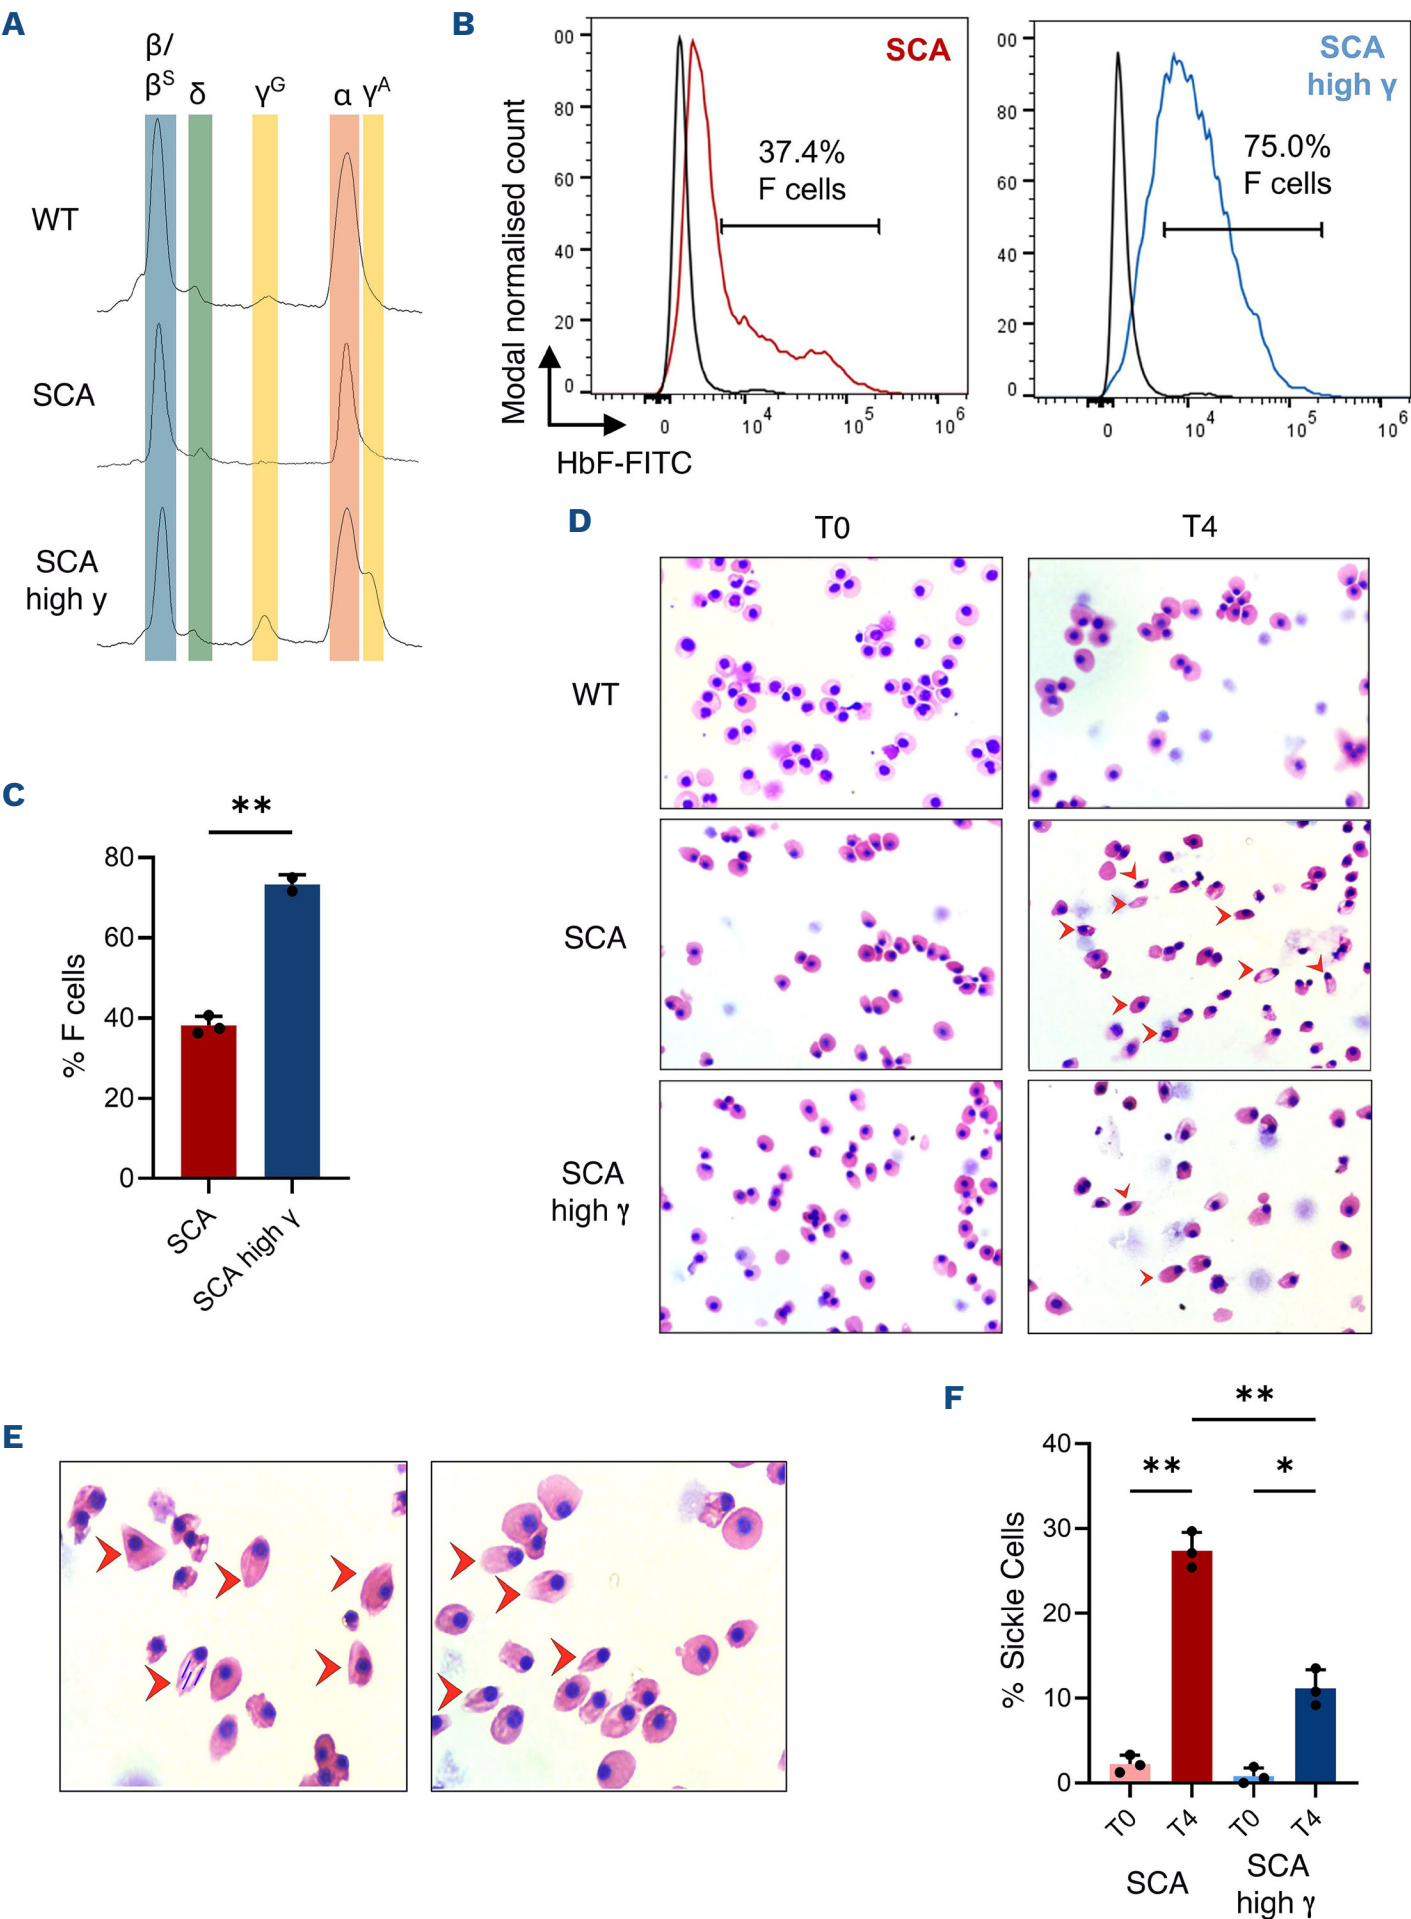 A
β/
βS δ γG α γA
WT
SCA
SCA
high γ
B
Modal normalised count
00
80
60
40
20
0
SCA
37.4%
F cells
0 10^4 10^5 10^6
HbF-FITC
00
80
60
40
20
0
SCA
high γ
75.0%
F cells
0 10^4 10^5 10^6
C
**
% F cells
80
60
40
20
0
SCA
SCA high γ
D
T0 T4
WT
SCA
SCA
high γ
E
F
**
** *
% Sickle Cells
40
30
20
10
0
T0 T4 T0 T4
SCA
SCA
high γ